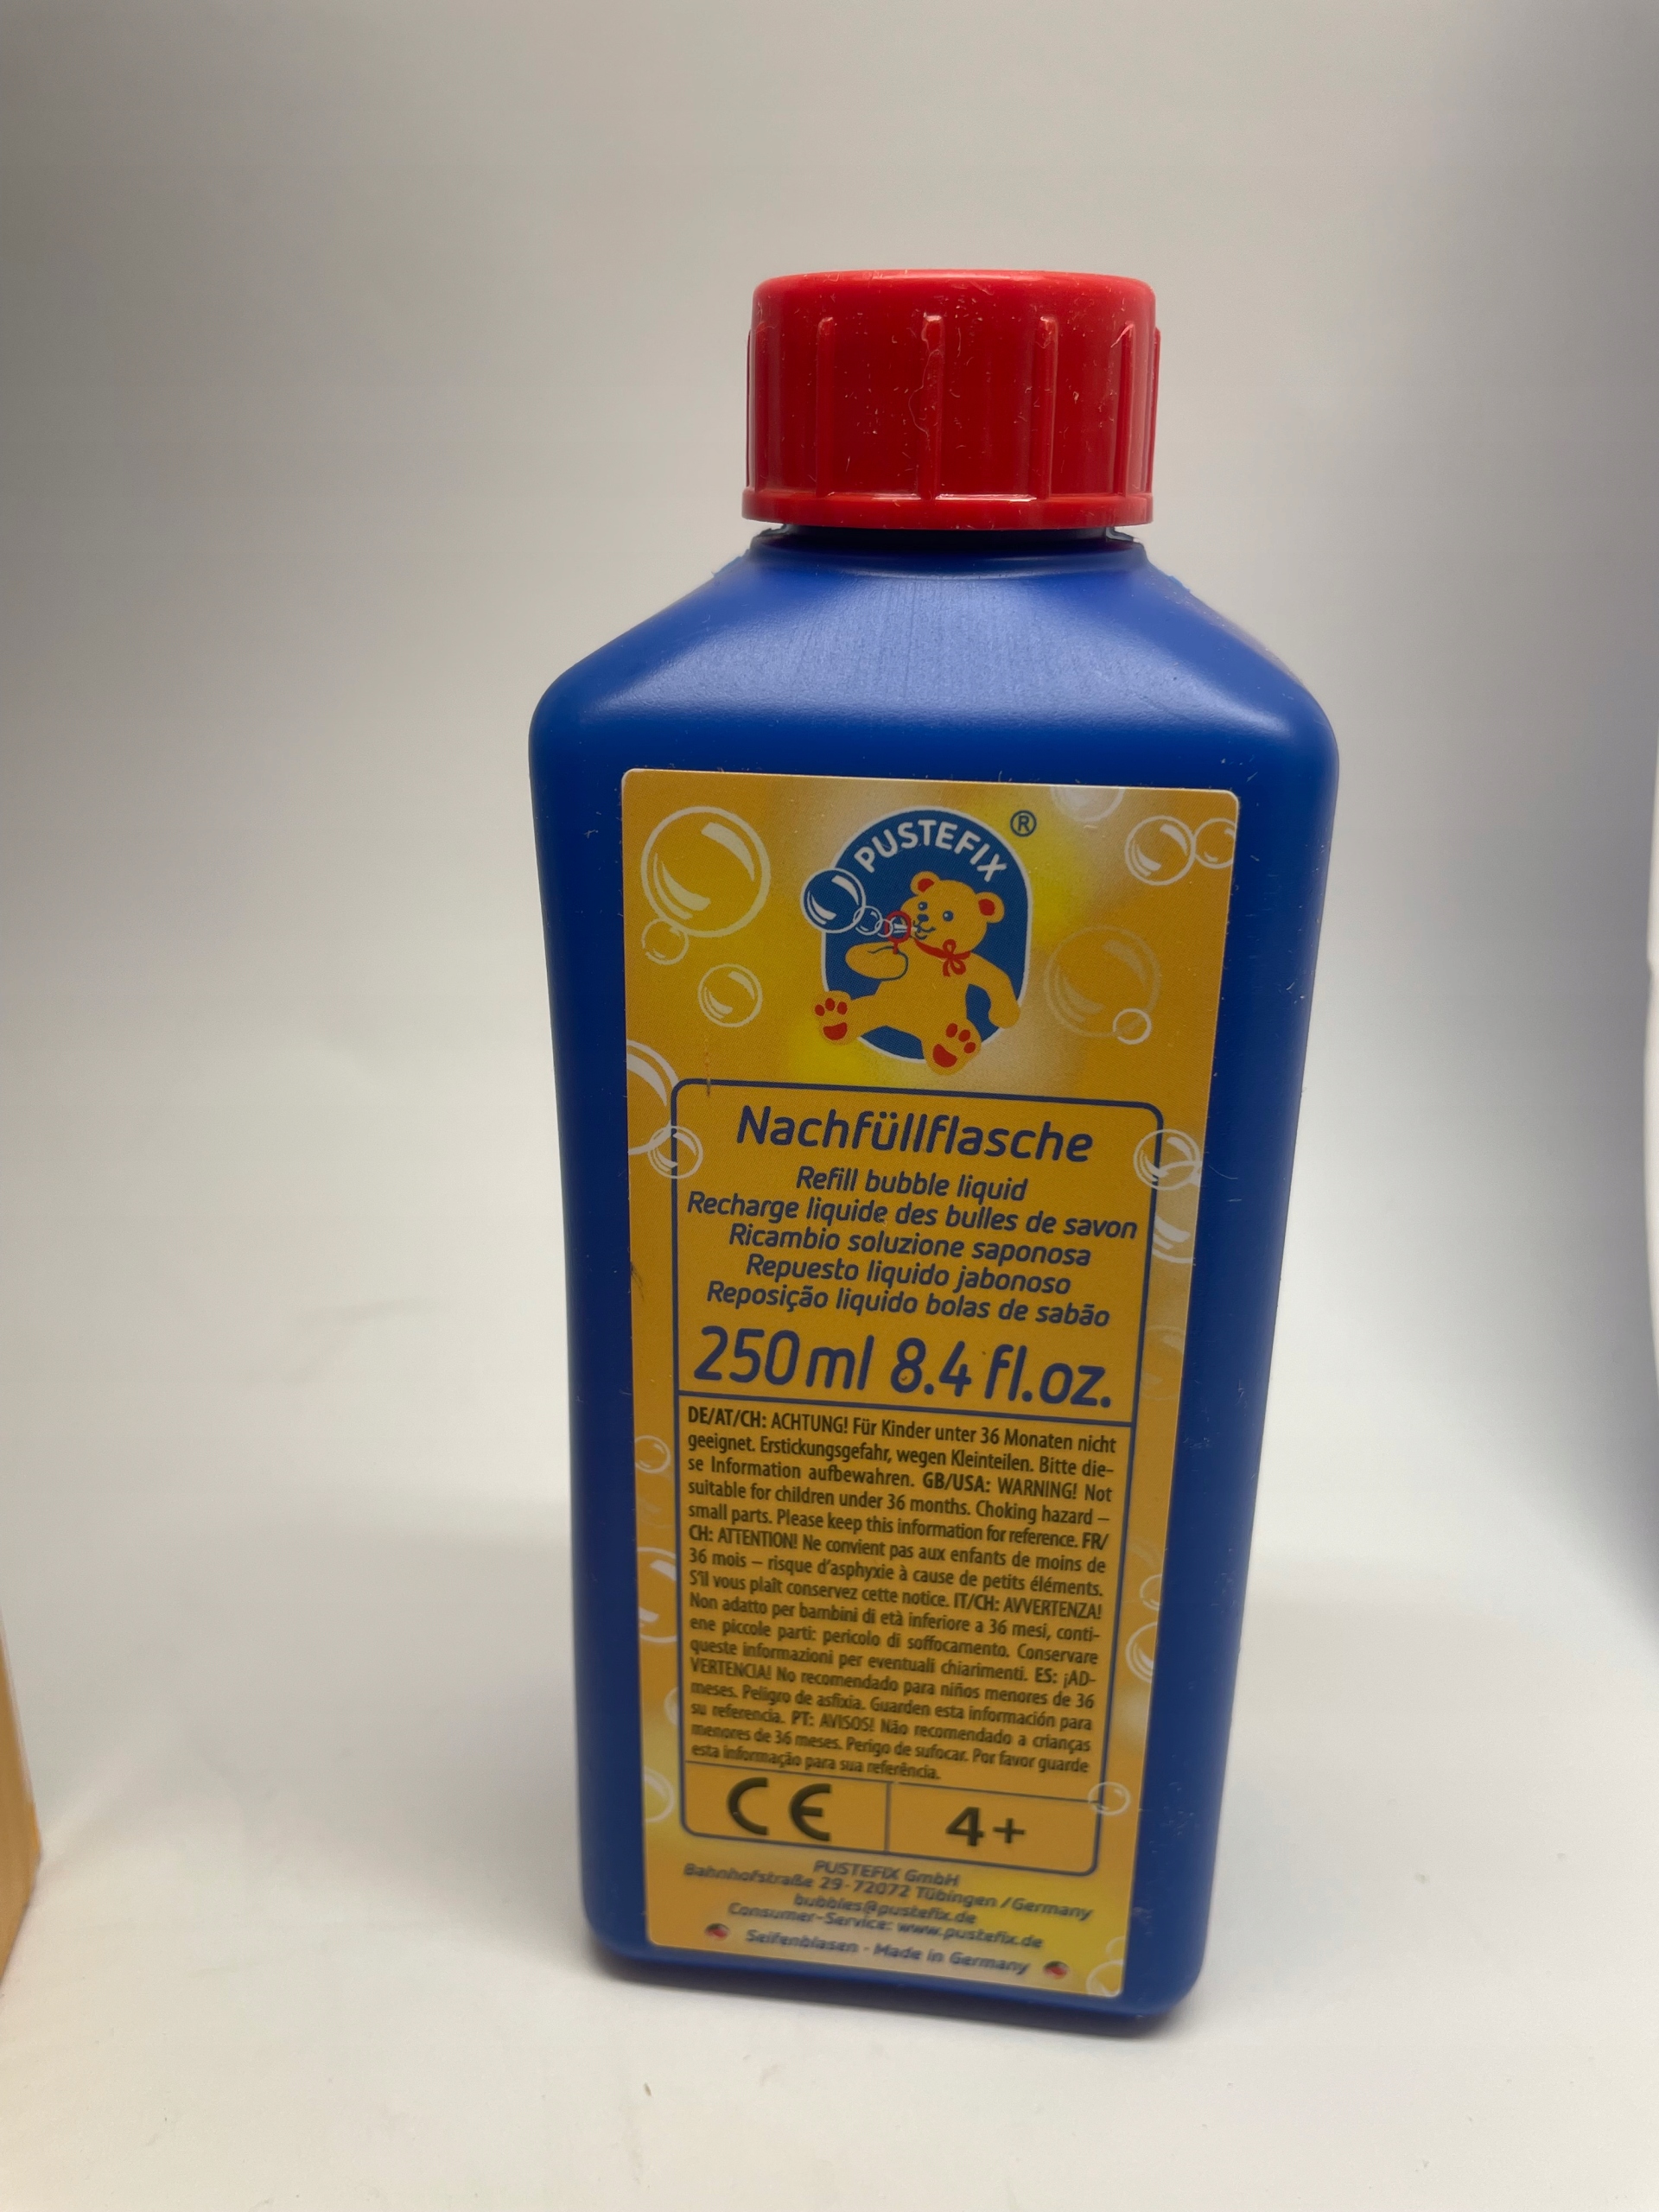 PUSTEFIX ®
Nachfüllflasche
Refill bubble liquid
Recharge liquide des bulles de savon
Ricambio soluzione saponosa
Repuesto liquido jabonoso
Reposição liquido bolas de sabão
250 ml 8.4 fl.oz.
DE/AT/CH: ACHTUNG! Für Kinder unter 36 Monaten nicht
geeignet. Erstickungsgefahr, wegen Kleinteilen. Bitte die-
se Information aufbewahren. GB/USA: WARNING! Not
suitable for children under 36 months. Choking hazard –
small parts. Please keep this information for reference. FR/
CH: ATTENTION! Ne convient pas aux enfants de moins de
36 mois – risque d'asphyxie à cause de petits éléments.
S'il vous plaît conservez cette notice. IT/CH: AVVERTENZA!
Non adatto per bambini di età inferiore a 36 mesi, conti-
ene piccole parti: pericolo di soffocamento. Conservare
queste informazioni per eventuali chiarimenti. ES: ¡AD-
VERTENCIA! No recomendado para niños menores de 36
meses. Peligro de asfixia. Guarden esta información para
su referencia. PT: AVISOS! Não recomendado a crianças
menores de 36 meses. Perigo de sufocar. Por favor guarde
esta informação para sua referência.
CE 4+
PUSTEFIX GmbH
Bahnhofstraße 29-72072 Tübingen / Germany
bubbles@pustefix.de
Consumer-Service: www.pustefix.de
Seifenblasen - Made in Germany